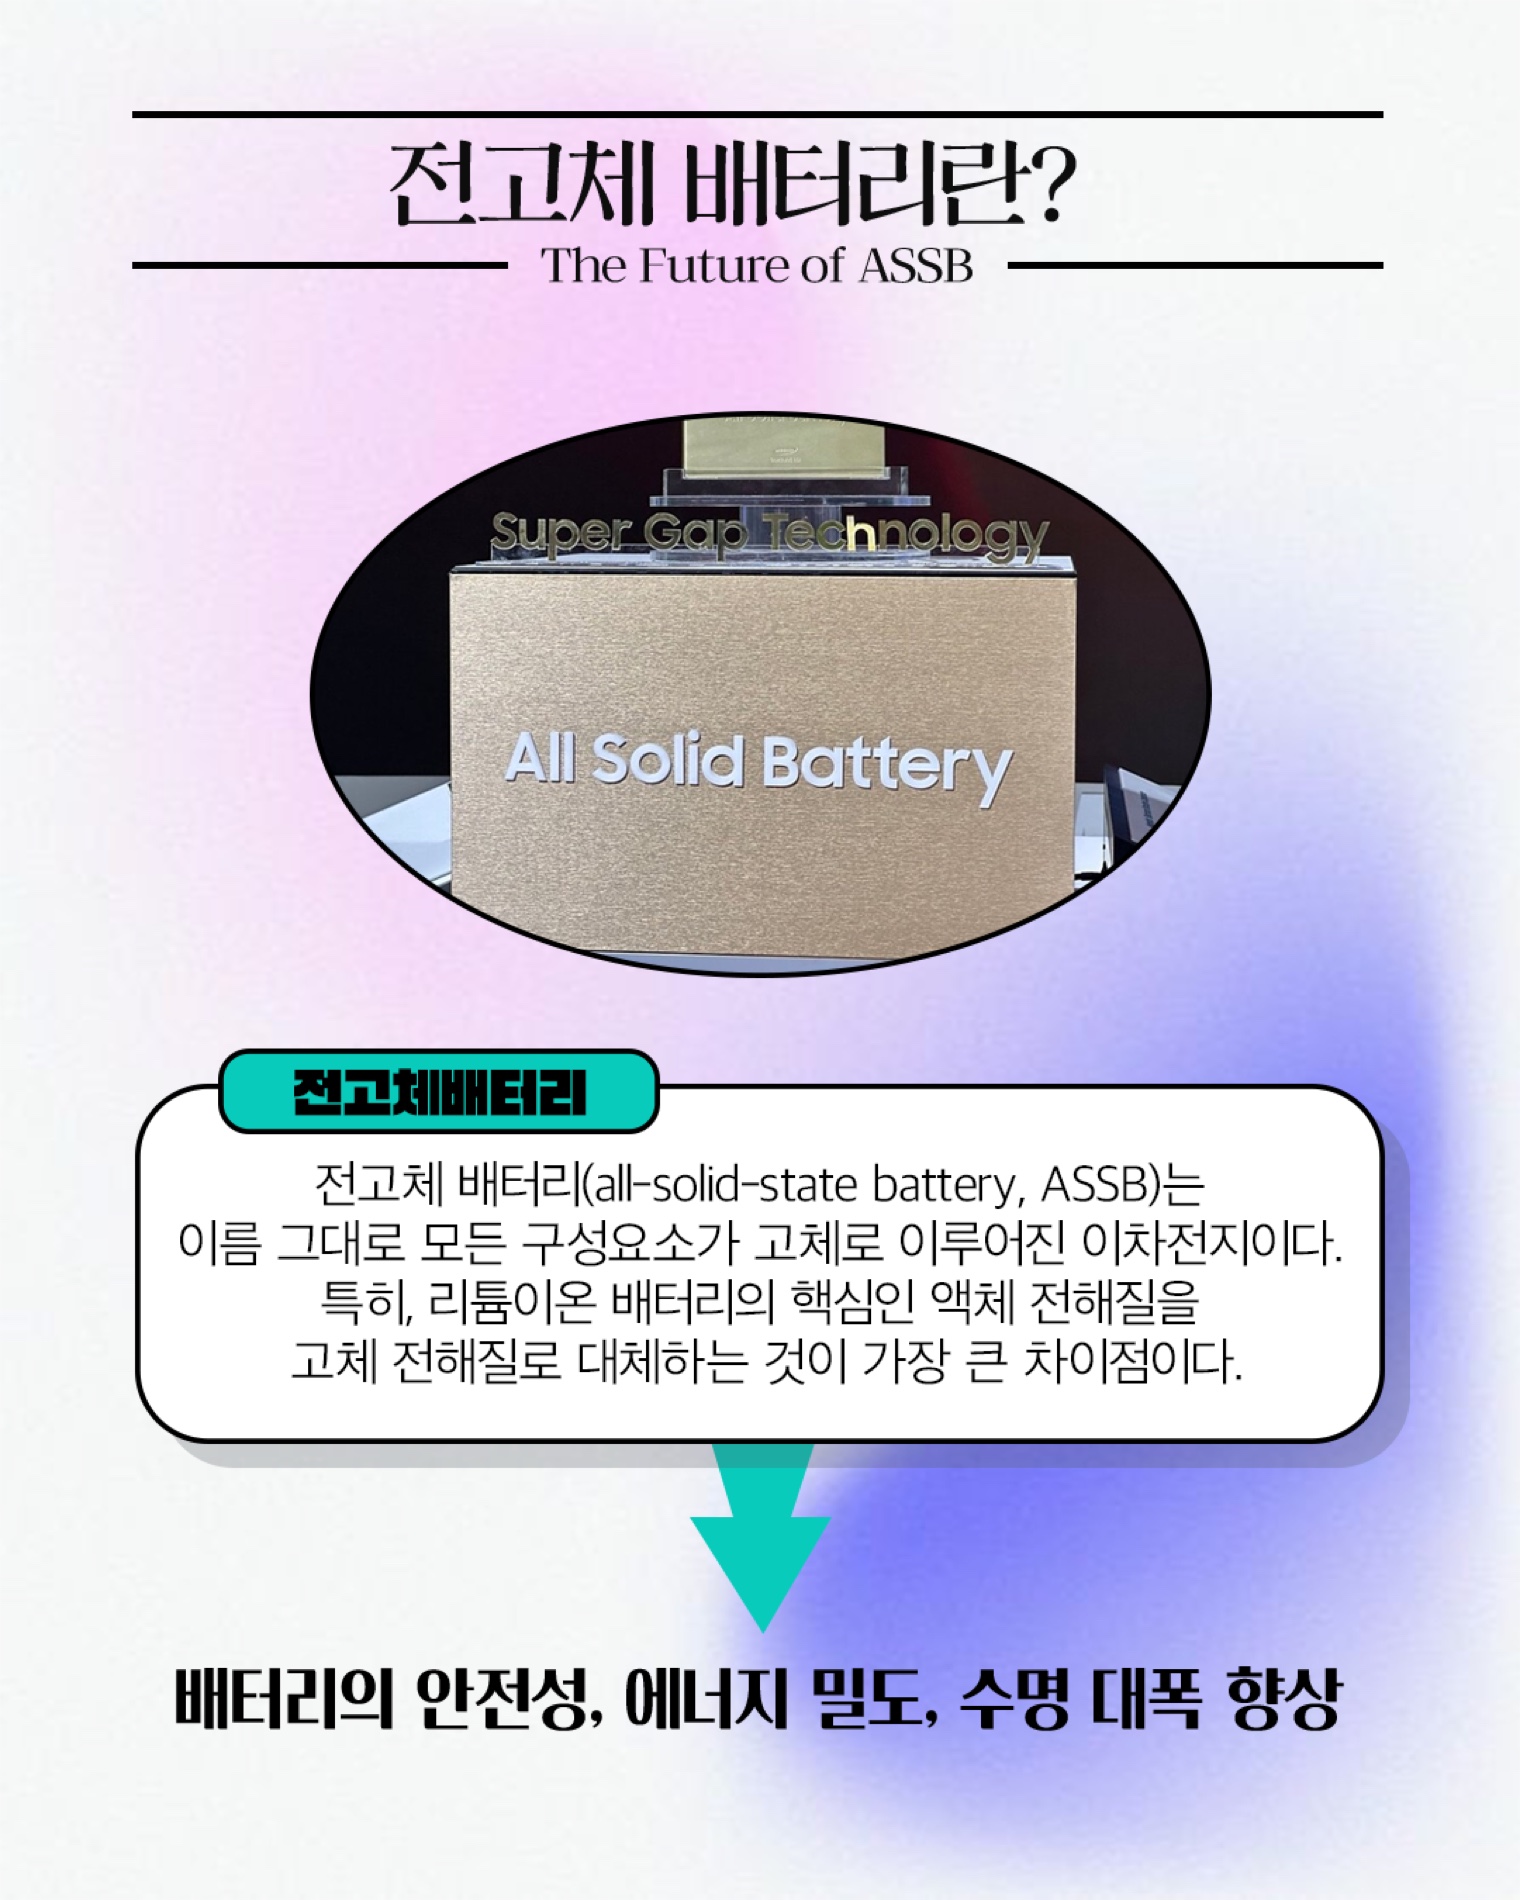 전고체 배터리란?
The Future of ASSB
Super Gap Technology
All Solid Battery
전고체배터리
전고체 배터리(all-solid-state battery, ASSB)는
이름 그대로 모든 구성요소가 고체로 이루어진 이차전지이다.
특히, 리튬이온 배터리의 핵심인 액체 전해질을
고체 전해질로 대체하는 것이 가장 큰 차이점이다.
배터리의 안전성, 에너지 밀도, 수명 대폭 향상